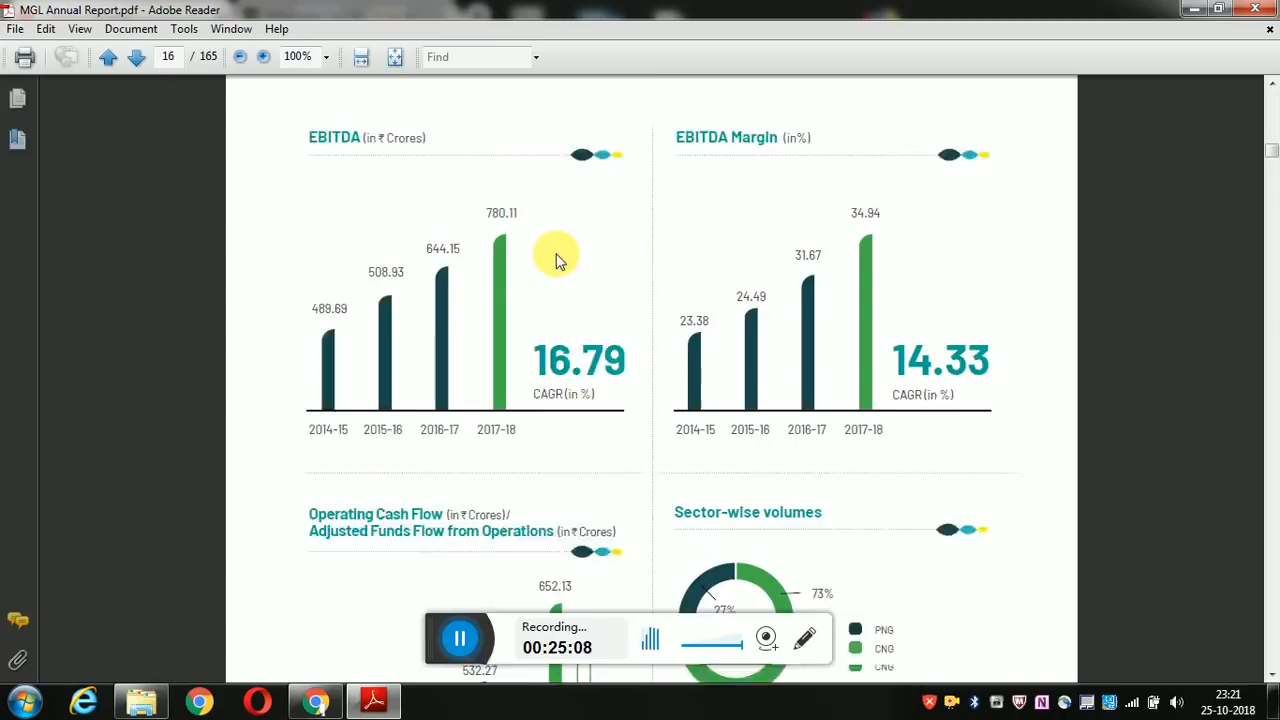 MGL Annual Report.pdf - Adobe Reader
File Edit View Document Tools Window Help
16 / 165 100% Find
EBITDA (in ₹ Crores)
780.11
644.15
508.93
489.69
16.79
CAGR (in %)
2014-15 2015-16 2016-17 2017-18
EBITDA Margin (in%)
34.94
31.67
24.49
23.38
14.33
CAGR (in %)
2014-15 2015-16 2016-17 2017-18
Operating Cash Flow (in ₹ Crores)/
Adjusted Funds Flow from Operations (in ₹ Crores)
652.13
532.27
Sector-wise volumes
73%
27%
PNG
CNG
CNG
Recording...
00:25:08
23:21
25-10-2018